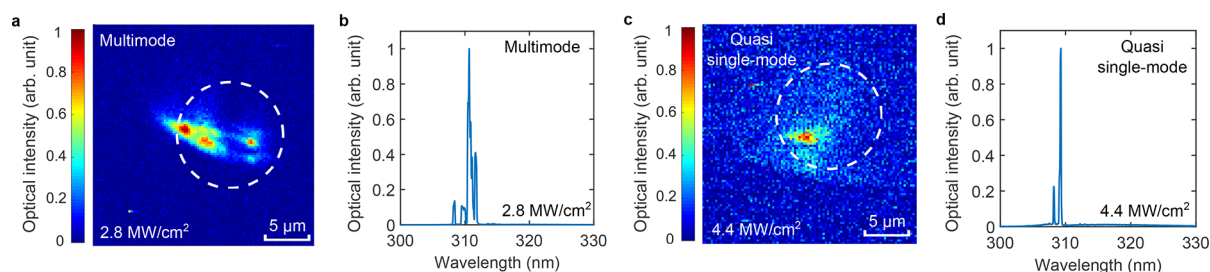 a
Optical intensity (arb. unit)
1
0.8
0.6
0.4
0.2
0
Multimode
2.8 MW/cm²
5 µm
b
Optical intensity (arb. unit)
1
0.8
0.6
0.4
0.2
0
Multimode
2.8 MW/cm²
300 310 320 330
Wavelength (nm)
c
Optical intensity (arb. unit)
1
0.8
0.6
0.4
0.2
0
Quasi
single-mode
4.4 MW/cm²
5 µm
d
Optical intensity (arb. unit)
1
0.8
0.6
0.4
0.2
0
Quasi
single-mode
4.4 MW/cm²
300 310 320 330
Wavelength (nm)